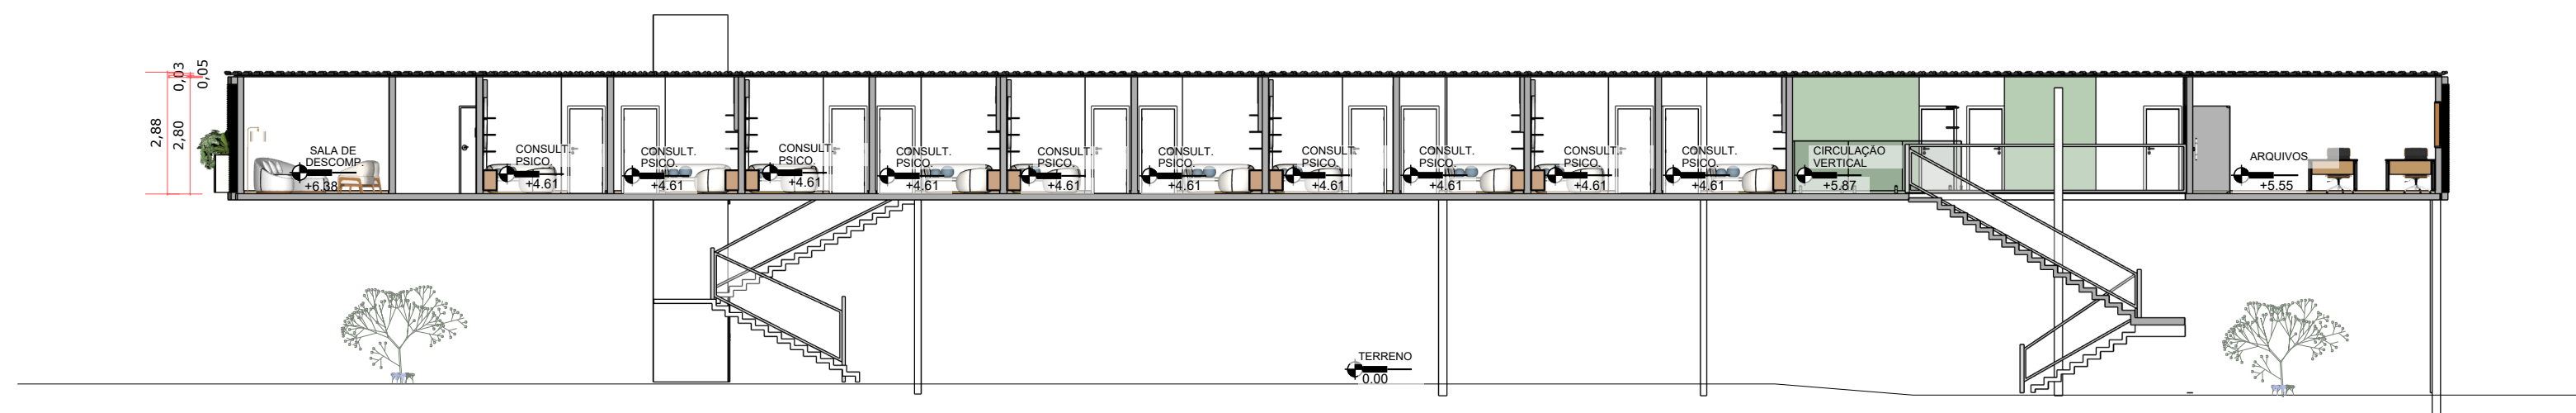 0,03
0,05
2,88
2,80
SALA DE
DESCOMP.
+6.38
CONSULT.
PSICO.
+4.61
CONSULT.
PSICO.
+4.61
CONSULT.
PSICO.
+4.61
CONSULT.
PSICO.
+4.61
CONSULT.
PSICO.
+4.61
CONSULT.
PSICO.
+4.61
CONSULT.
PSICO.
+4.61
CONSULT.
PSICO.
+4.61
CONSULT.
PSICO.
+4.61
CONSULT.
PSICO.
+4.61
CIRCULAÇÃO
VERTICAL
+5.87
ARQUIVOS
+5.55
TERRENO
0.00